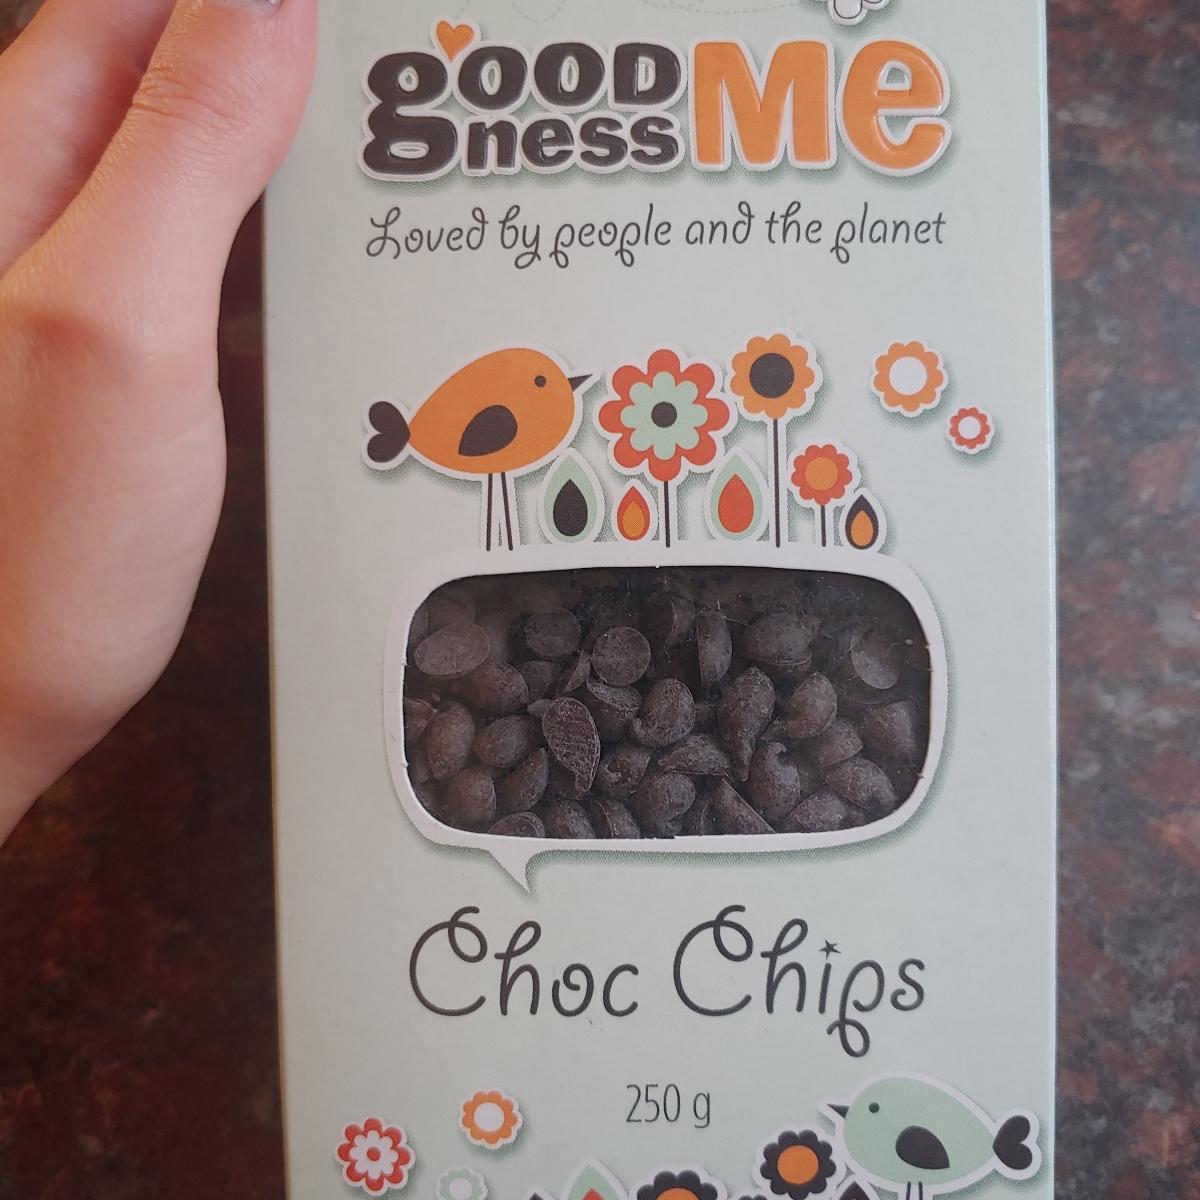 gOOD
ness Me
Loved by people and the planet
Choc Chips
250 g